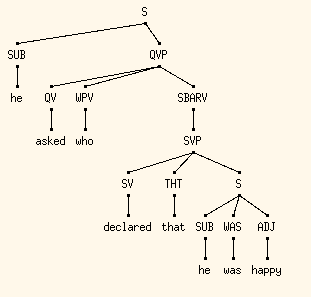 S
SUB QVP
he QV WPV SBARV
asked who SVP
SV THT S
declared that SUB WAS ADJ
he was happy